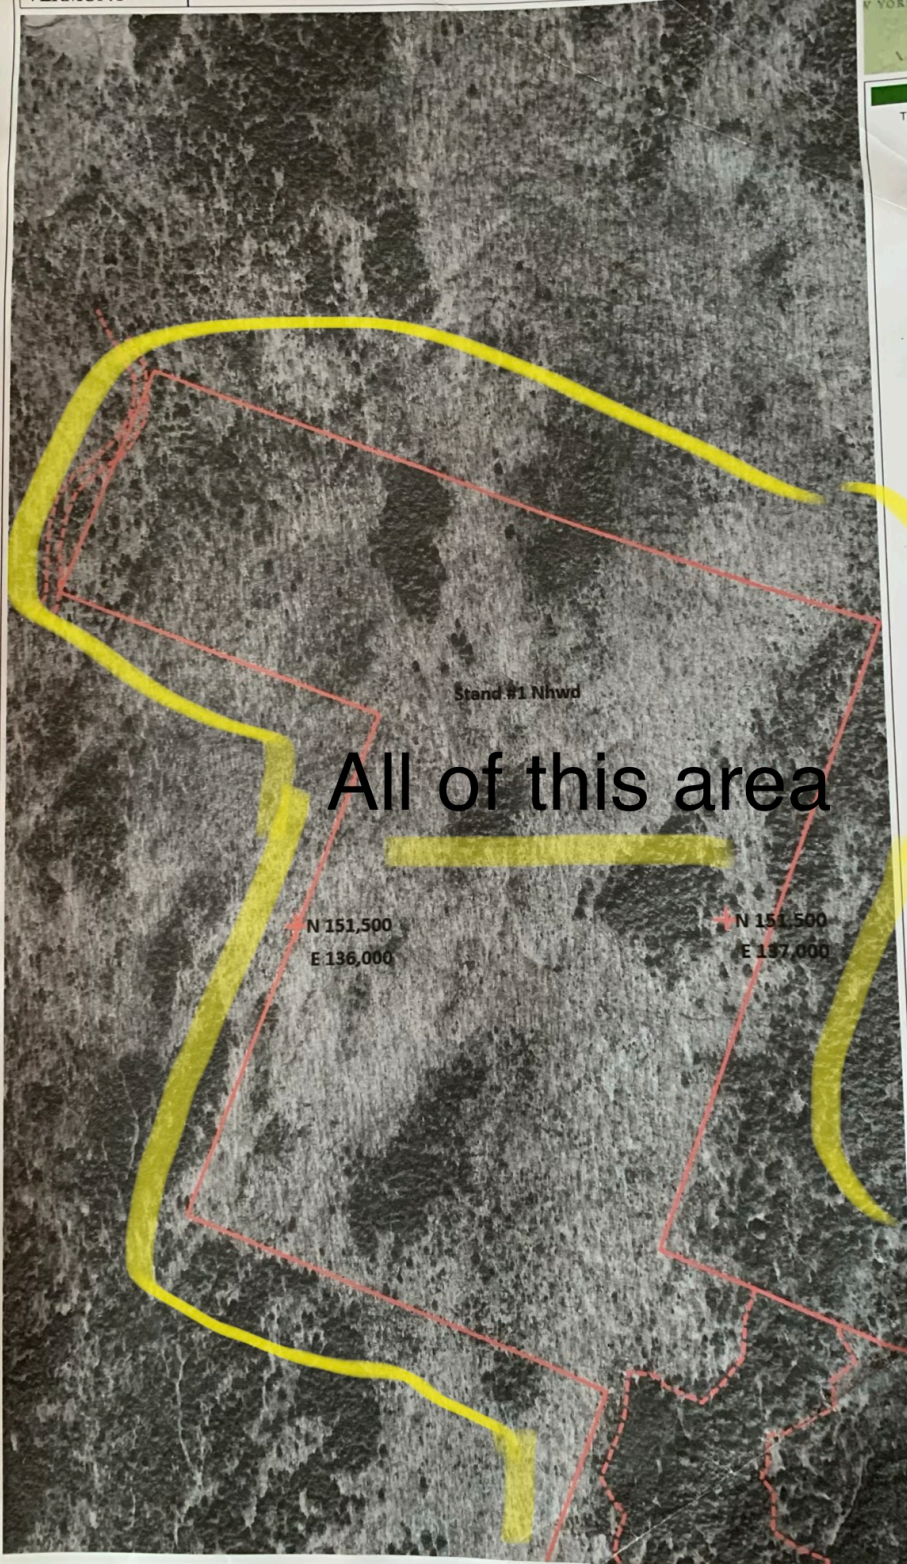 Stand #1 Nhwd
All of this area
N 151,500
E 136,000
N 151,500
E 137,000